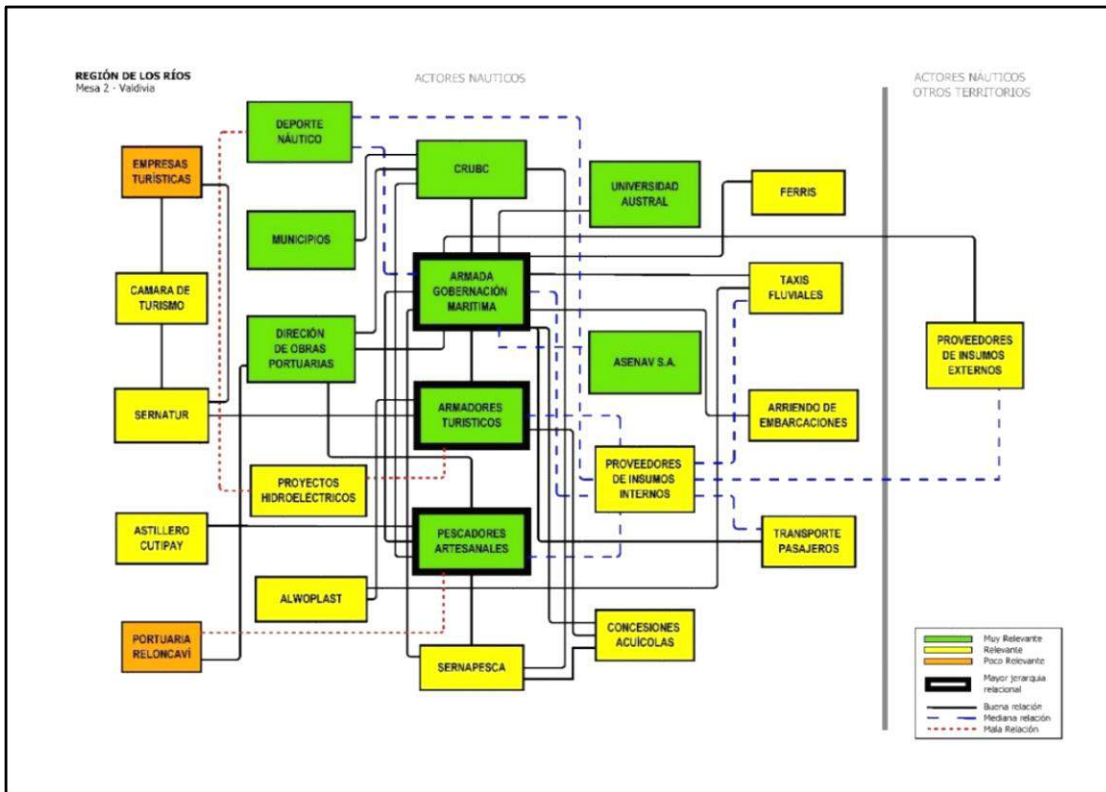 REGIÓN DE LOS RÍOS
Mesa 2 - Valdivia
ACTORES NAUTICOS
ACTORES NÁUTICOS
OTROS TERRITORIOS
DEPORTE
NÁUTICO
EMPRESAS
TURÍSTICAS
CRUBC
UNIVERSIDAD
AUSTRAL
FERRIS
MUNICIPIOS
CAMARA DE
TURISMO
ARMADA
GOBERNACIÓN
MARITIMA
TAXIS
FLUVIALES
DIRECIÓN
DE OBRAS
PORTUARIAS
ASENAV S.A.
PROVEEDORES
DE INSUMOS
EXTERNOS
SERNATUR
ARMADORES
TURISTICOS
ARRIENDO DE
EMBARCACIONES
PROYECTOS
HIDROELÉCTRICOS
PROVEEDORES
DE INSUMOS
INTERNOS
ASTILLERO
CUTIPAY
PESCADORES
ARTESANALES
TRANSPORTE
PASAJEROS
ALWOPLAST
PORTUARIA
RELONCAVÍ
SERNAPESCA
CONCESIONES
ACUÍCOLAS
Muy Relevante
Relevante
Poco Relevante
Mayor jerarquia
relacional
Buena relación
Mediana relación
Mala Relación